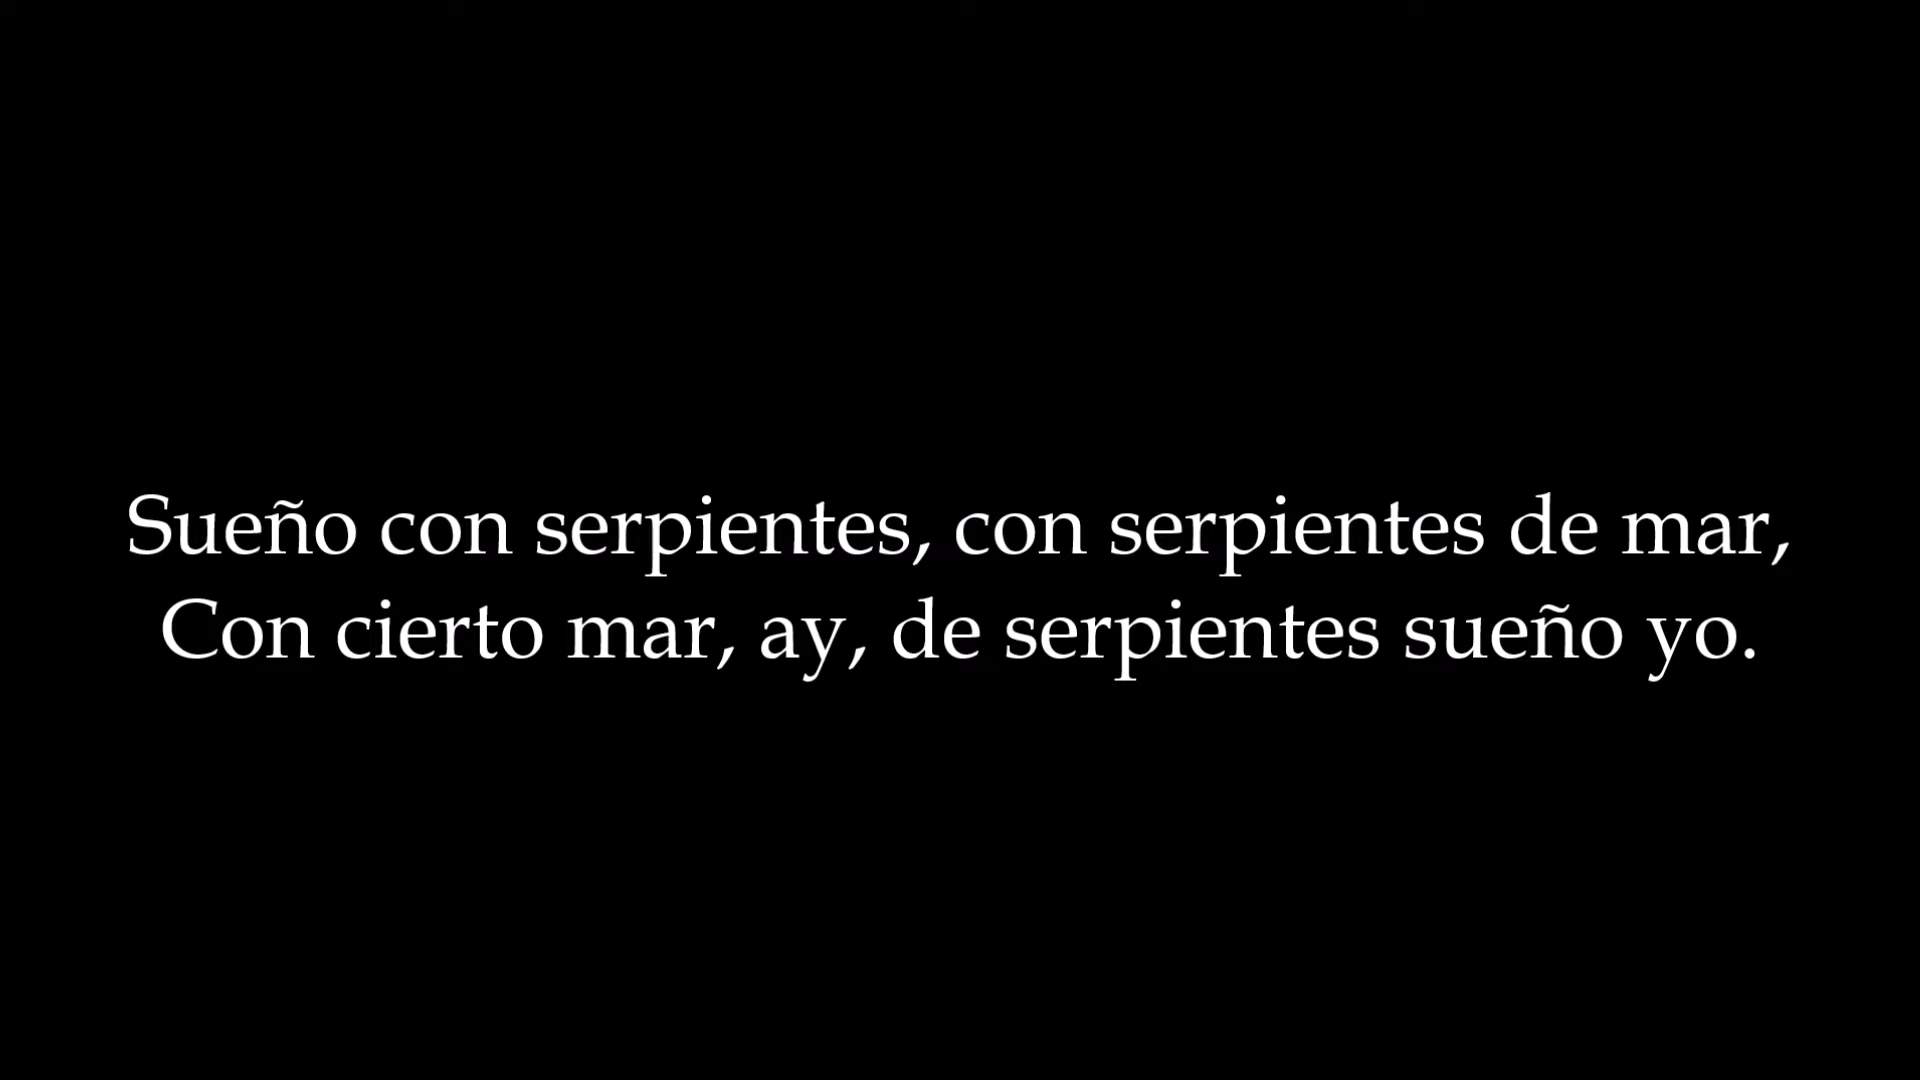 Sueño con serpientes, con serpientes de mar,
Con cierto mar, ay, de serpientes sueño yo.